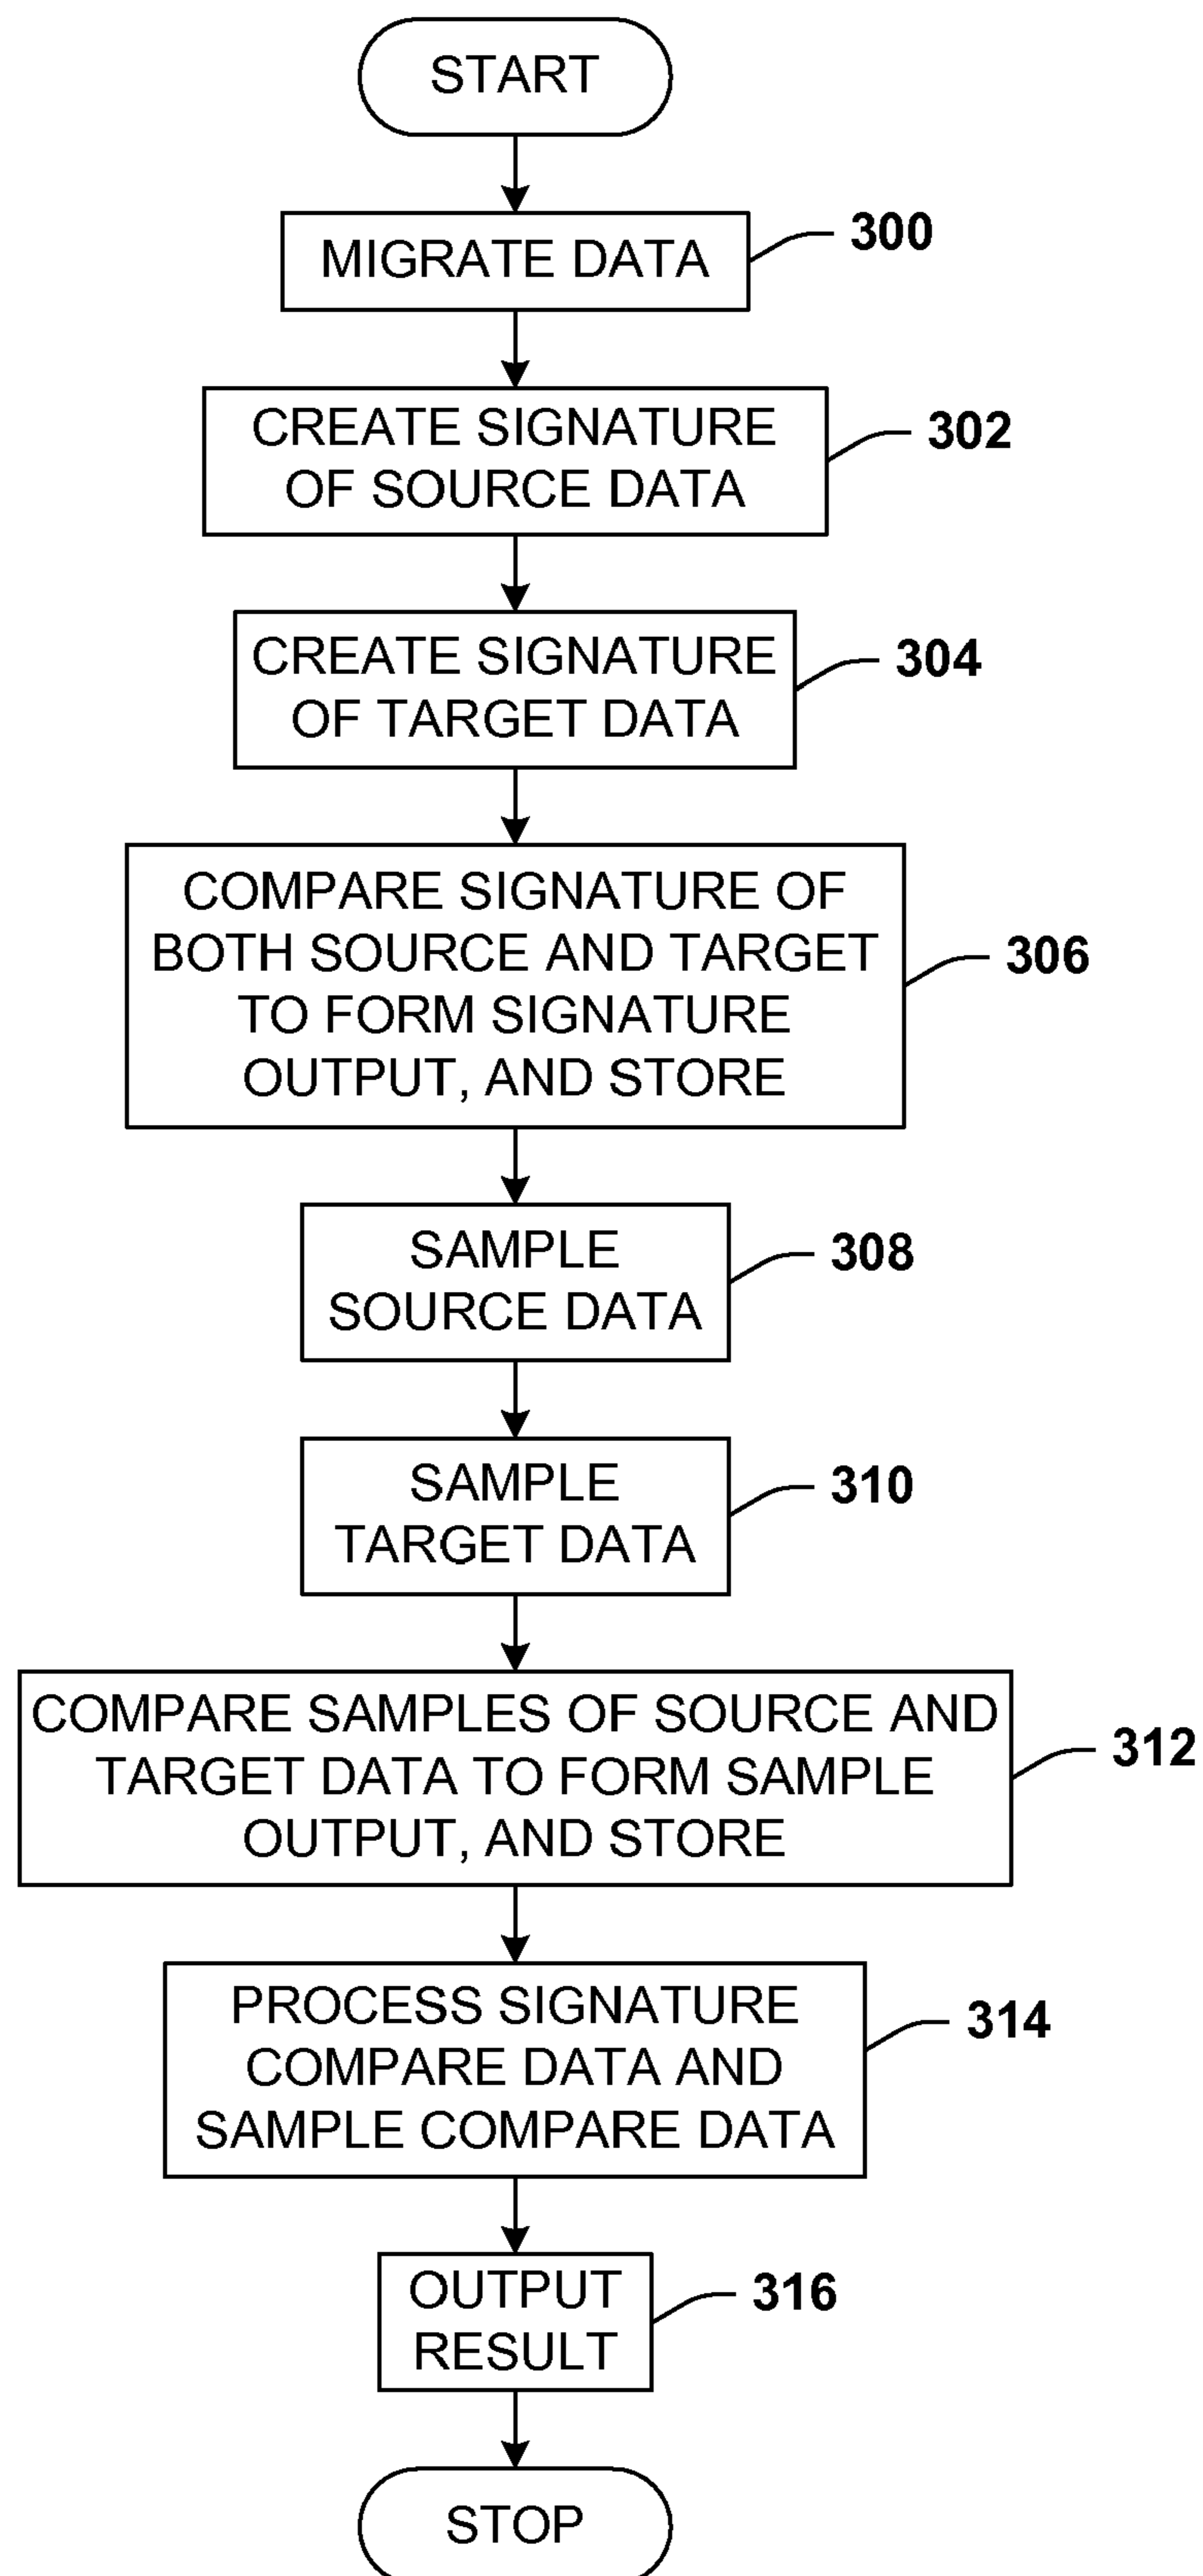 START
MIGRATE DATA
300
CREATE SIGNATURE
OF SOURCE DATA
302
CREATE SIGNATURE
OF TARGET DATA
304
COMPARE SIGNATURE OF
BOTH SOURCE AND TARGET
TO FORM SIGNATURE
OUTPUT, AND STORE
306
SAMPLE
SOURCE DATA
308
SAMPLE
TARGET DATA
310
COMPARE SAMPLES OF SOURCE AND
TARGET DATA TO FORM SAMPLE
OUTPUT, AND STORE
312
PROCESS SIGNATURE
COMPARE DATA AND
SAMPLE COMPARE DATA
314
OUTPUT
RESULT
316
STOP